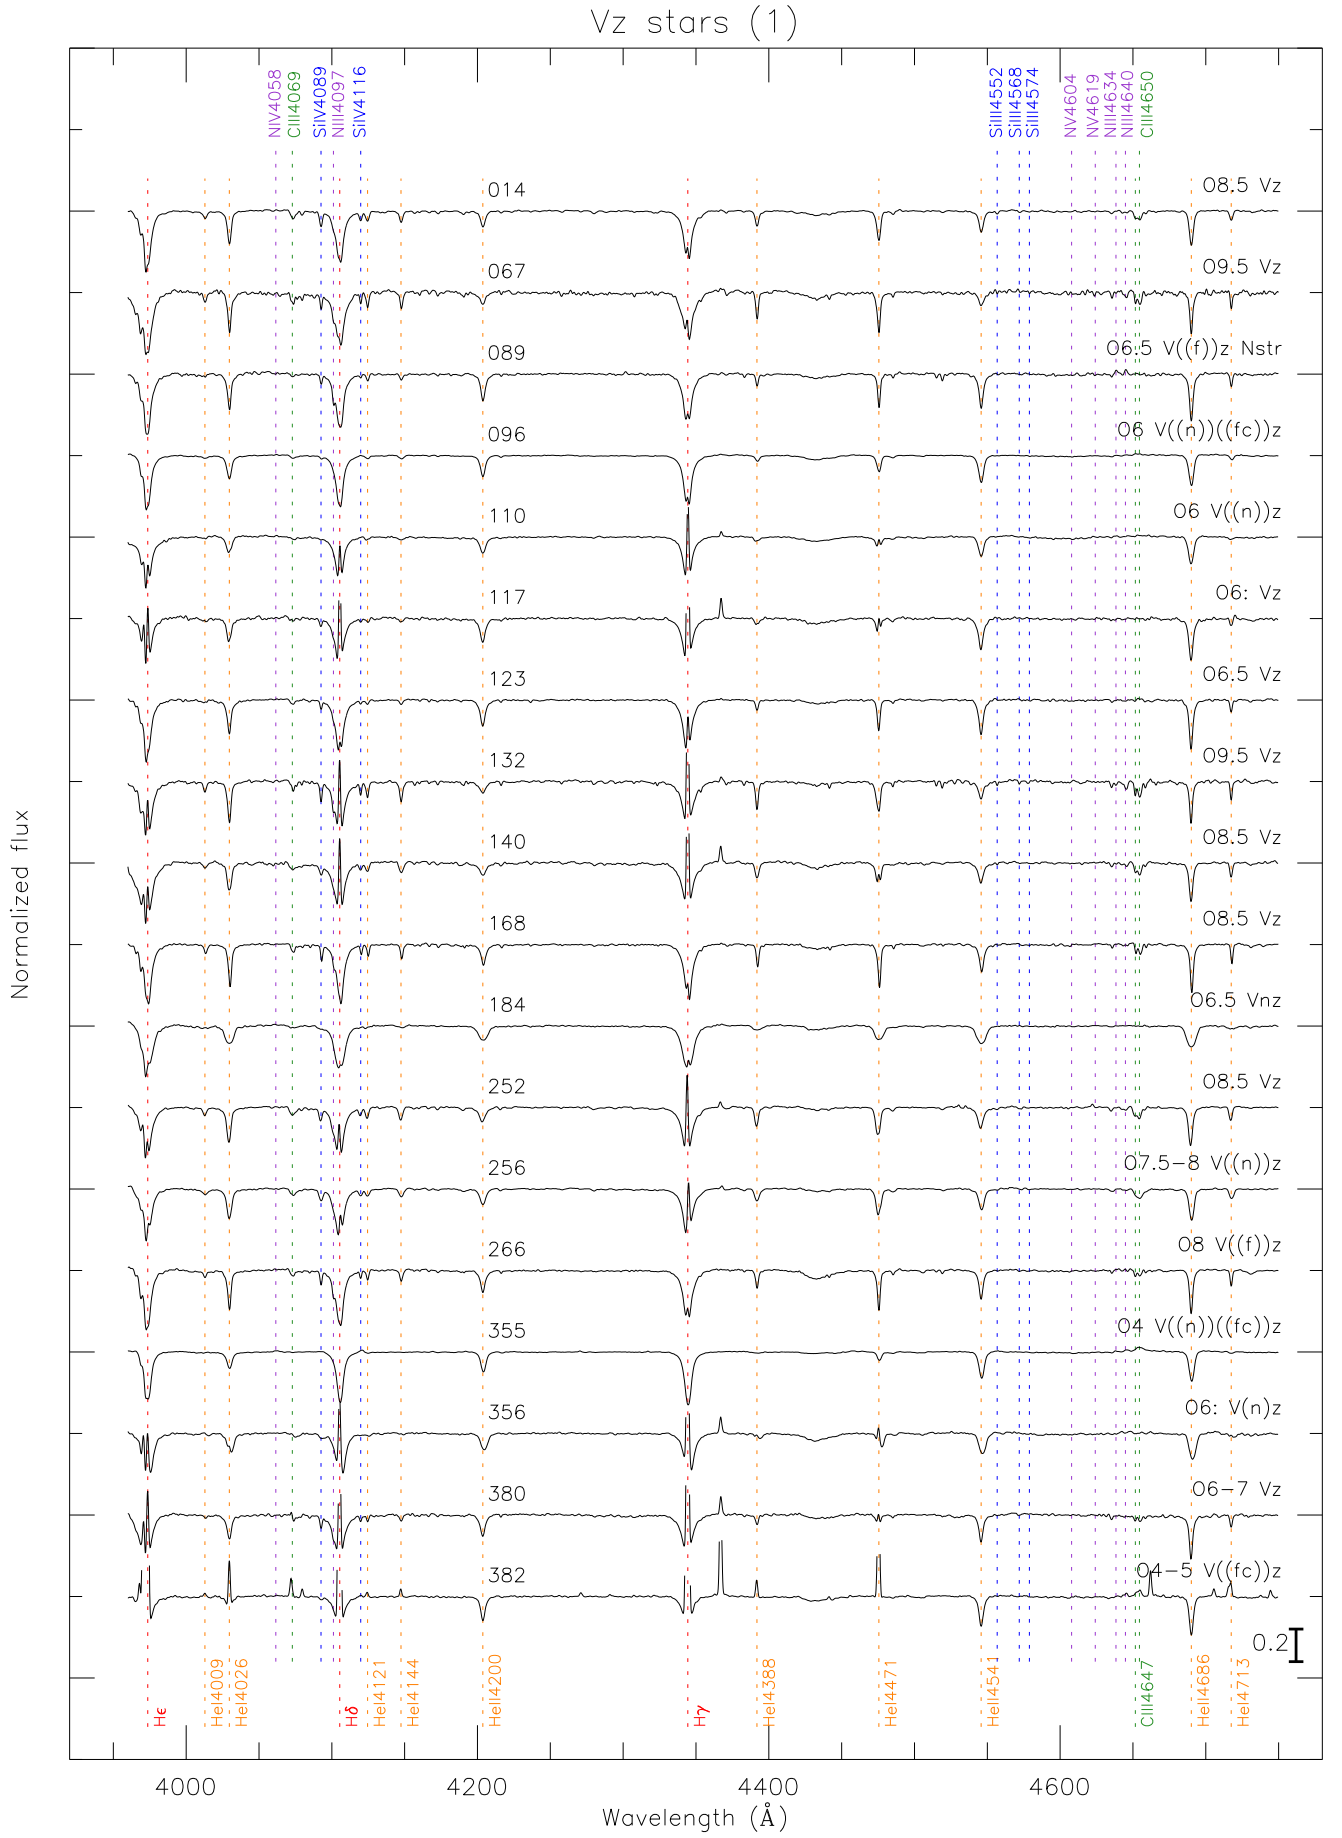 Vz stars (1)
NIV4058
CIII4069
SiIV4089
NIII4097
SiIV4116
SiIII4552
SiIII4568
SiIII4574
NV4604
NV4619
NIII4634
NIII4640
CIII4650
014
O8.5 Vz
067
O9.5 Vz
089
O6.5 V((f))z Nstr
096
O6 V((n))((fc))z
110
O6 V((n))z
117
O6: Vz
123
O6.5 Vz
132
O9.5 Vz
140
O8.5 Vz
168
O8.5 Vz
184
O6.5 Vnz
252
O8.5 Vz
256
O7.5-8 V((n))z
266
O8 V((f))z
355
O4 V((n))((fc))z
356
O6: V(n)z
380
O6-7 Vz
382
O4-5 V((fc))z
0.2
Hϵ
HeI4009
HeI4026
Hδ
HeI4121
HeI4144
HeII4200
Hγ
HeI4388
HeI4471
HeII4541
CIII4647
HeII4686
HeI4713
4000
4200
4400
4600
Wavelength (Å)
Normalized flux